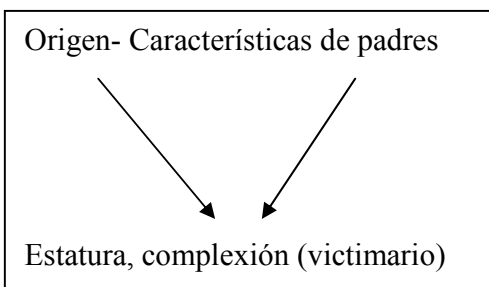 Origen- Características de padres
Estatura, complexión (victimario)